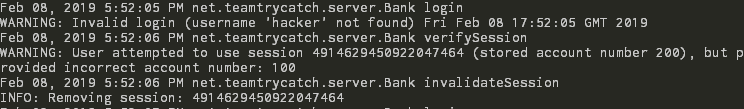 Feb 08, 2019 5:52:05 PM net.teamtrycatch.server.Bank login
WARNING: Invalid login (username 'hacker' not found) Fri Feb 08 17:52:05 GMT 2019
Feb 08, 2019 5:52:06 PM net.teamtrycatch.server.Bank verifySession
WARNING: User attempted to use session 4914629450922047464 (stored account number 200), but p
rovided incorrect account number: 100
Feb 08, 2019 5:52:06 PM net.teamtrycatch.server.Bank invalidateSession
INFO: Removing session: 4914629450922047464